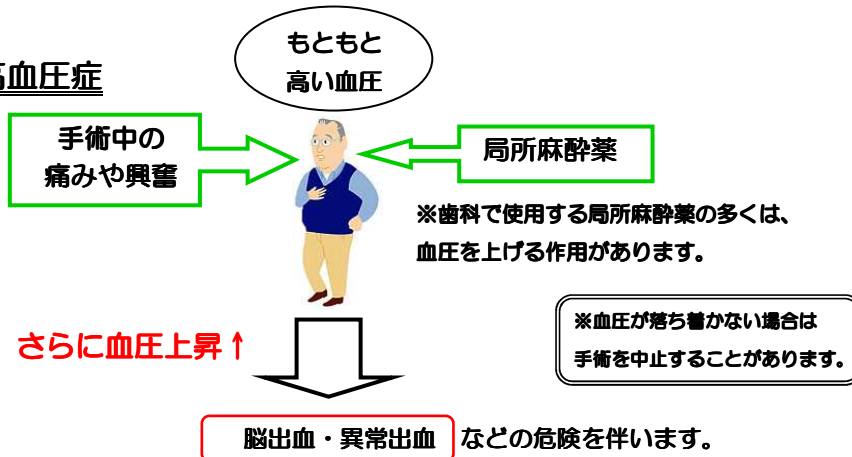 もともと
高い血圧
高血圧症
手術中の
痛みや興奮
局所麻酔薬
※歯科で使用する局所麻酔薬の多くは、
血圧を上げる作用があります。
※血圧が落ち着かない場合は
手術を中止することがあります。
さらに血圧上昇↑
脳出血・異常出血 などの危険を伴います。